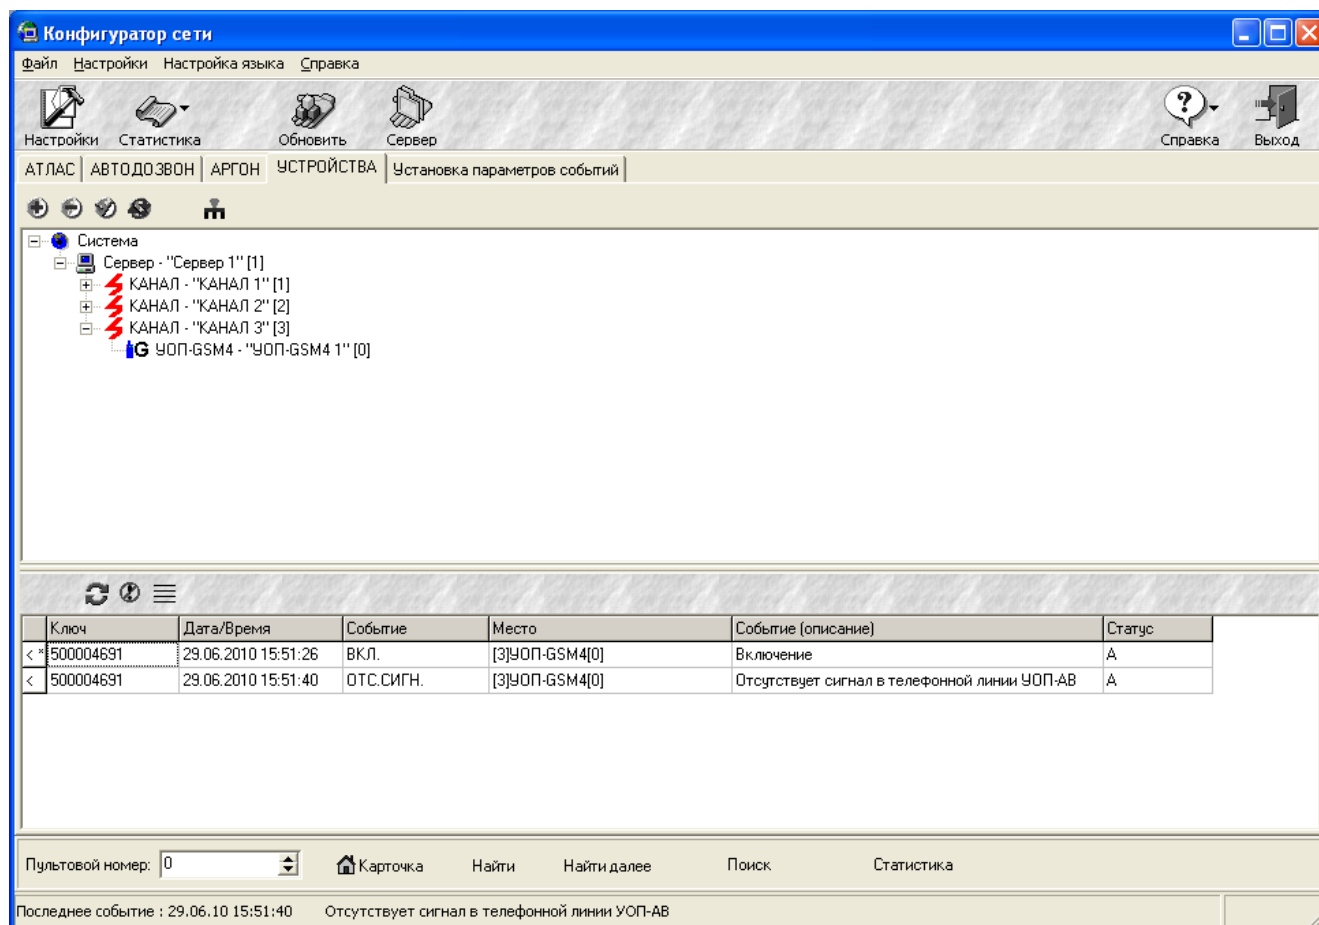 Конфигуратор сети
Файл Настройки Настройка языка Справка
Настройки Статистика Обновить Сервер Справка Выход
АТЛАС АВТОДОЗВОН АРГОН УСТРОЙСТВА Установка параметров событий
Система
Сервер - "Сервер 1" [1]
КАНАЛ - "КАНАЛ 1" [1]
КАНАЛ - "КАНАЛ 2" [2]
КАНАЛ - "КАНАЛ 3" [3]
G УОП-GSM4 - "УОП-GSM4 1" [0]
Ключ Дата/Время Событие Место Событие (описание) Статус
< * 500004691 29.06.2010 15:51:26 ВКЛ. [3]УОП-GSM4[0] Включение А
< 500004691 29.06.2010 15:51:40 ОТС.СИГН. [3]УОП-GSM4[0] Отсутствует сигнал в телефонной линии УОП-АВ А
Пультовой номер: 0 Карточка Найти Найти далее Поиск Статистика
Последнее событие : 29.06.10 15:51:40 Отсутствует сигнал в телефонной линии УОП-АВ